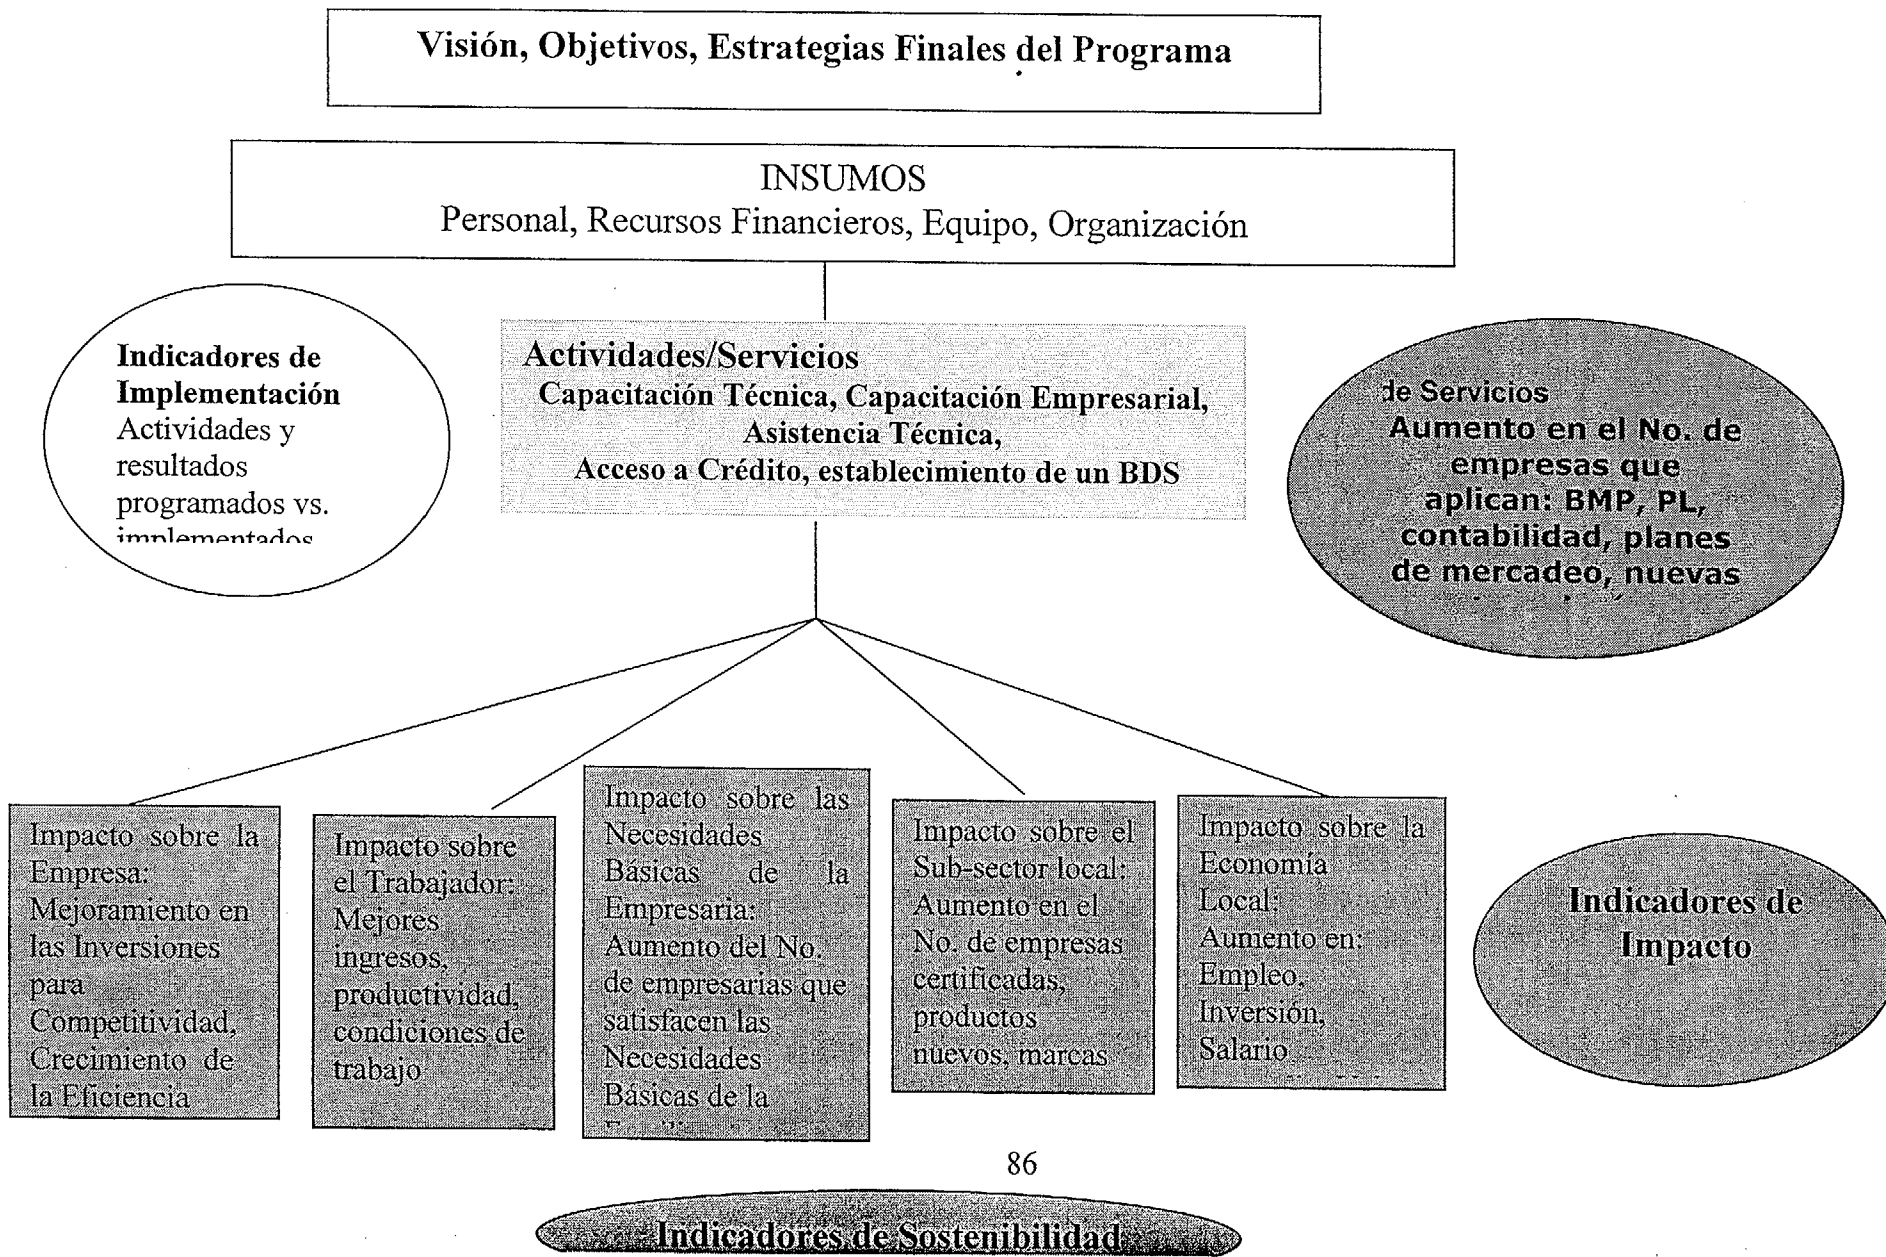 Visión, Objetivos, Estrategias Finales del Programa
INSUMOS
Personal, Recursos Financieros, Equipo, Organización
Indicadores de
Implementación
Actividades y
resultados
programados vs.
implementados
Actividades/Servicios
Capacitación Técnica, Capacitación Empresarial,
Asistencia Técnica,
Acceso a Crédito, establecimiento de un BDS
de Servicios
Aumento en el No. de
empresas que
aplican: BMP, PL,
contabilidad, planes
de mercadeo, nuevas
Impacto sobre la
Empresa:
Mejoramiento en
las Inversiones
para
Competitividad,
Crecimiento de
la Eficiencia
Impacto sobre
el Trabajador:
Mejores
ingresos,
productividad,
condiciones de
trabajo
Impacto sobre las
Necesidades
Básicas de la
Empresaria:
Aumento del No.
de empresarias que
satisfacen las
Necesidades
Básicas de la
Impacto sobre el
Sub-sector local:
Aumento en el
No. de empresas
certificadas,
productos
nuevos, marcas
Impacto sobre la
Economía
Local:
Aumento en:
Empleo,
Inversión,
Salario
Indicadores de
Impacto
86
Indicadores de Sostenibilidad